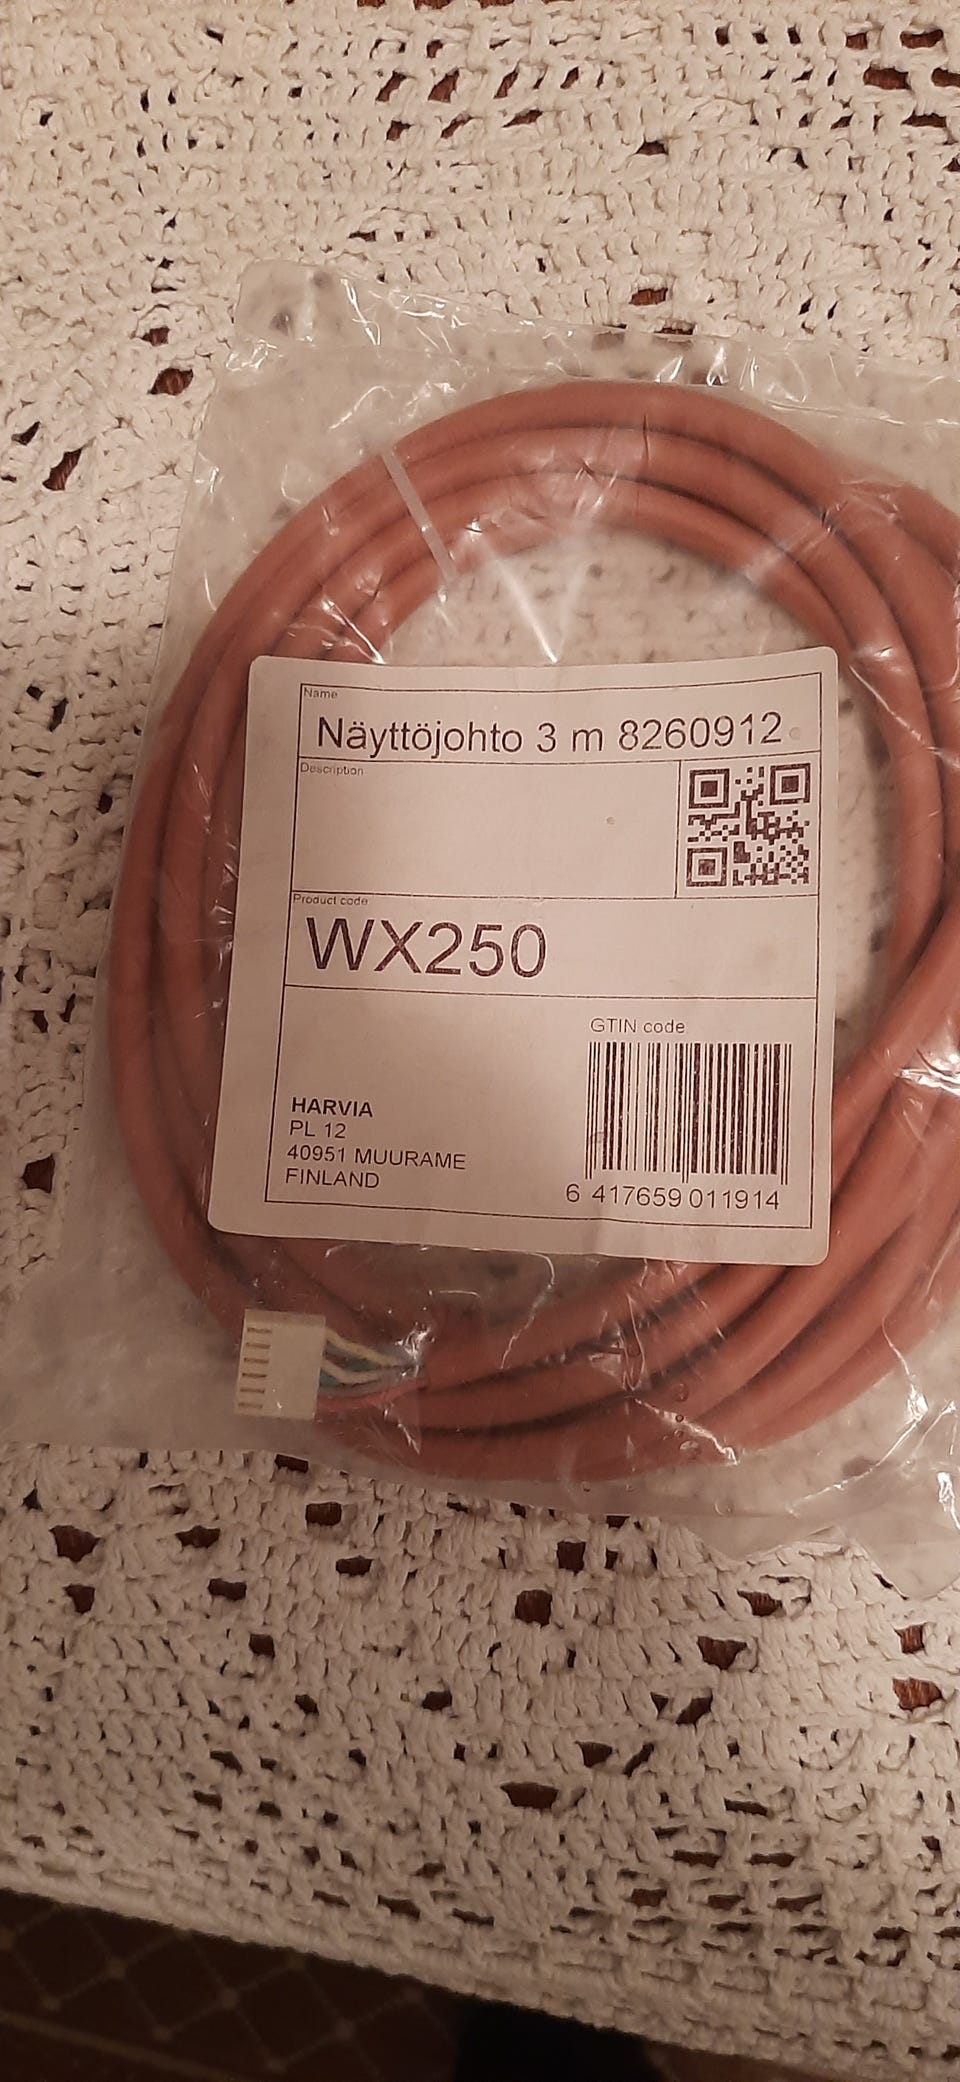 Name
Näyttöjohto 3 m 8260912
Description
Product code
WX250
GTIN code
HARVIA
PL 12
40951 MUURAME
FINLAND
6 417659 011914